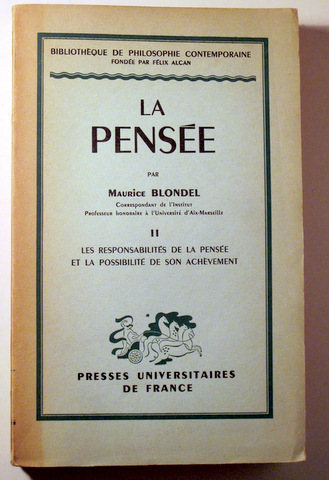 BIBLIOTHÈQUE DE PHILOSOPHIE CONTEMPORAINE
FONDÉE PAR FÉLIX ALCAN
LA
PENSÉE
PAR
Maurice BLONDEL
Correspondant de l'Institut
Professeur honoraire à l'Université d'Aix-Marseille
II
LES RESPONSABILITÉS DE LA PENSÉE
ET LA POSSIBILITÉ DE SON ACHÈVEMENT
PRESSES UNIVERSITAIRES
DE FRANCE